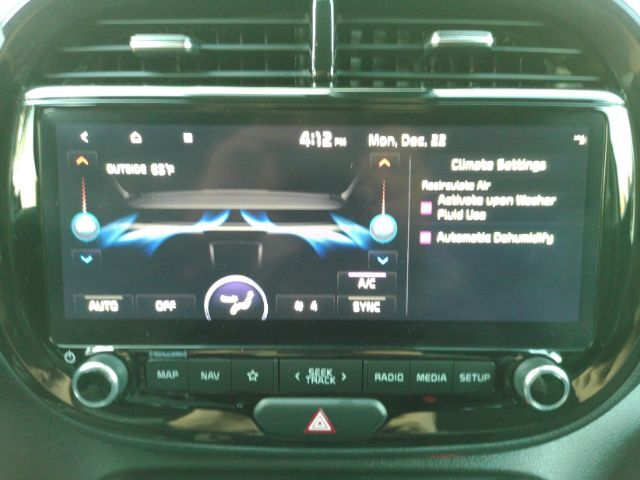 4:12 PM Mon, Dec. 22
OUTSIDE 63°F
Climate Settings
Recirculate Air
Activate upon Washer
Fluid Use
Automatic Dehumidify
A/C
AUTO OFF 4 SYNC
MAP NAV SEEK TRACK RADIO MEDIA SETUP